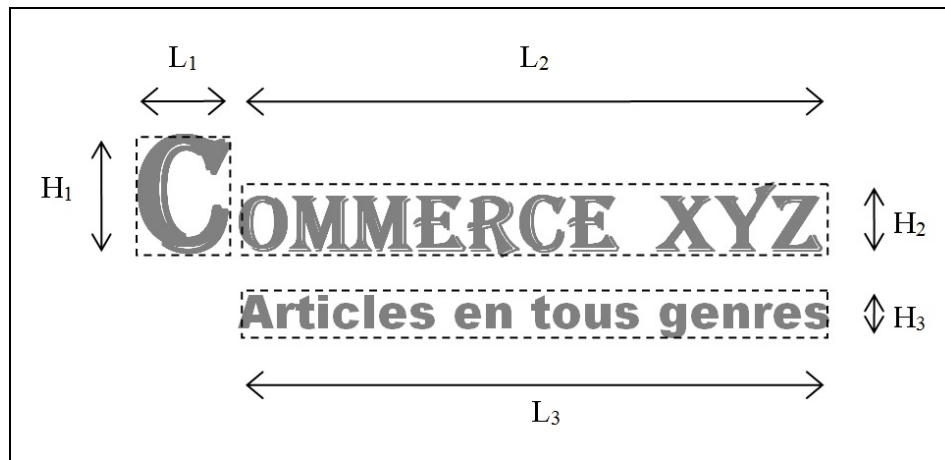 L₁ L₂
H₁ COMMERCE XYZ H₂
Articles en tous genres H₃
L₃